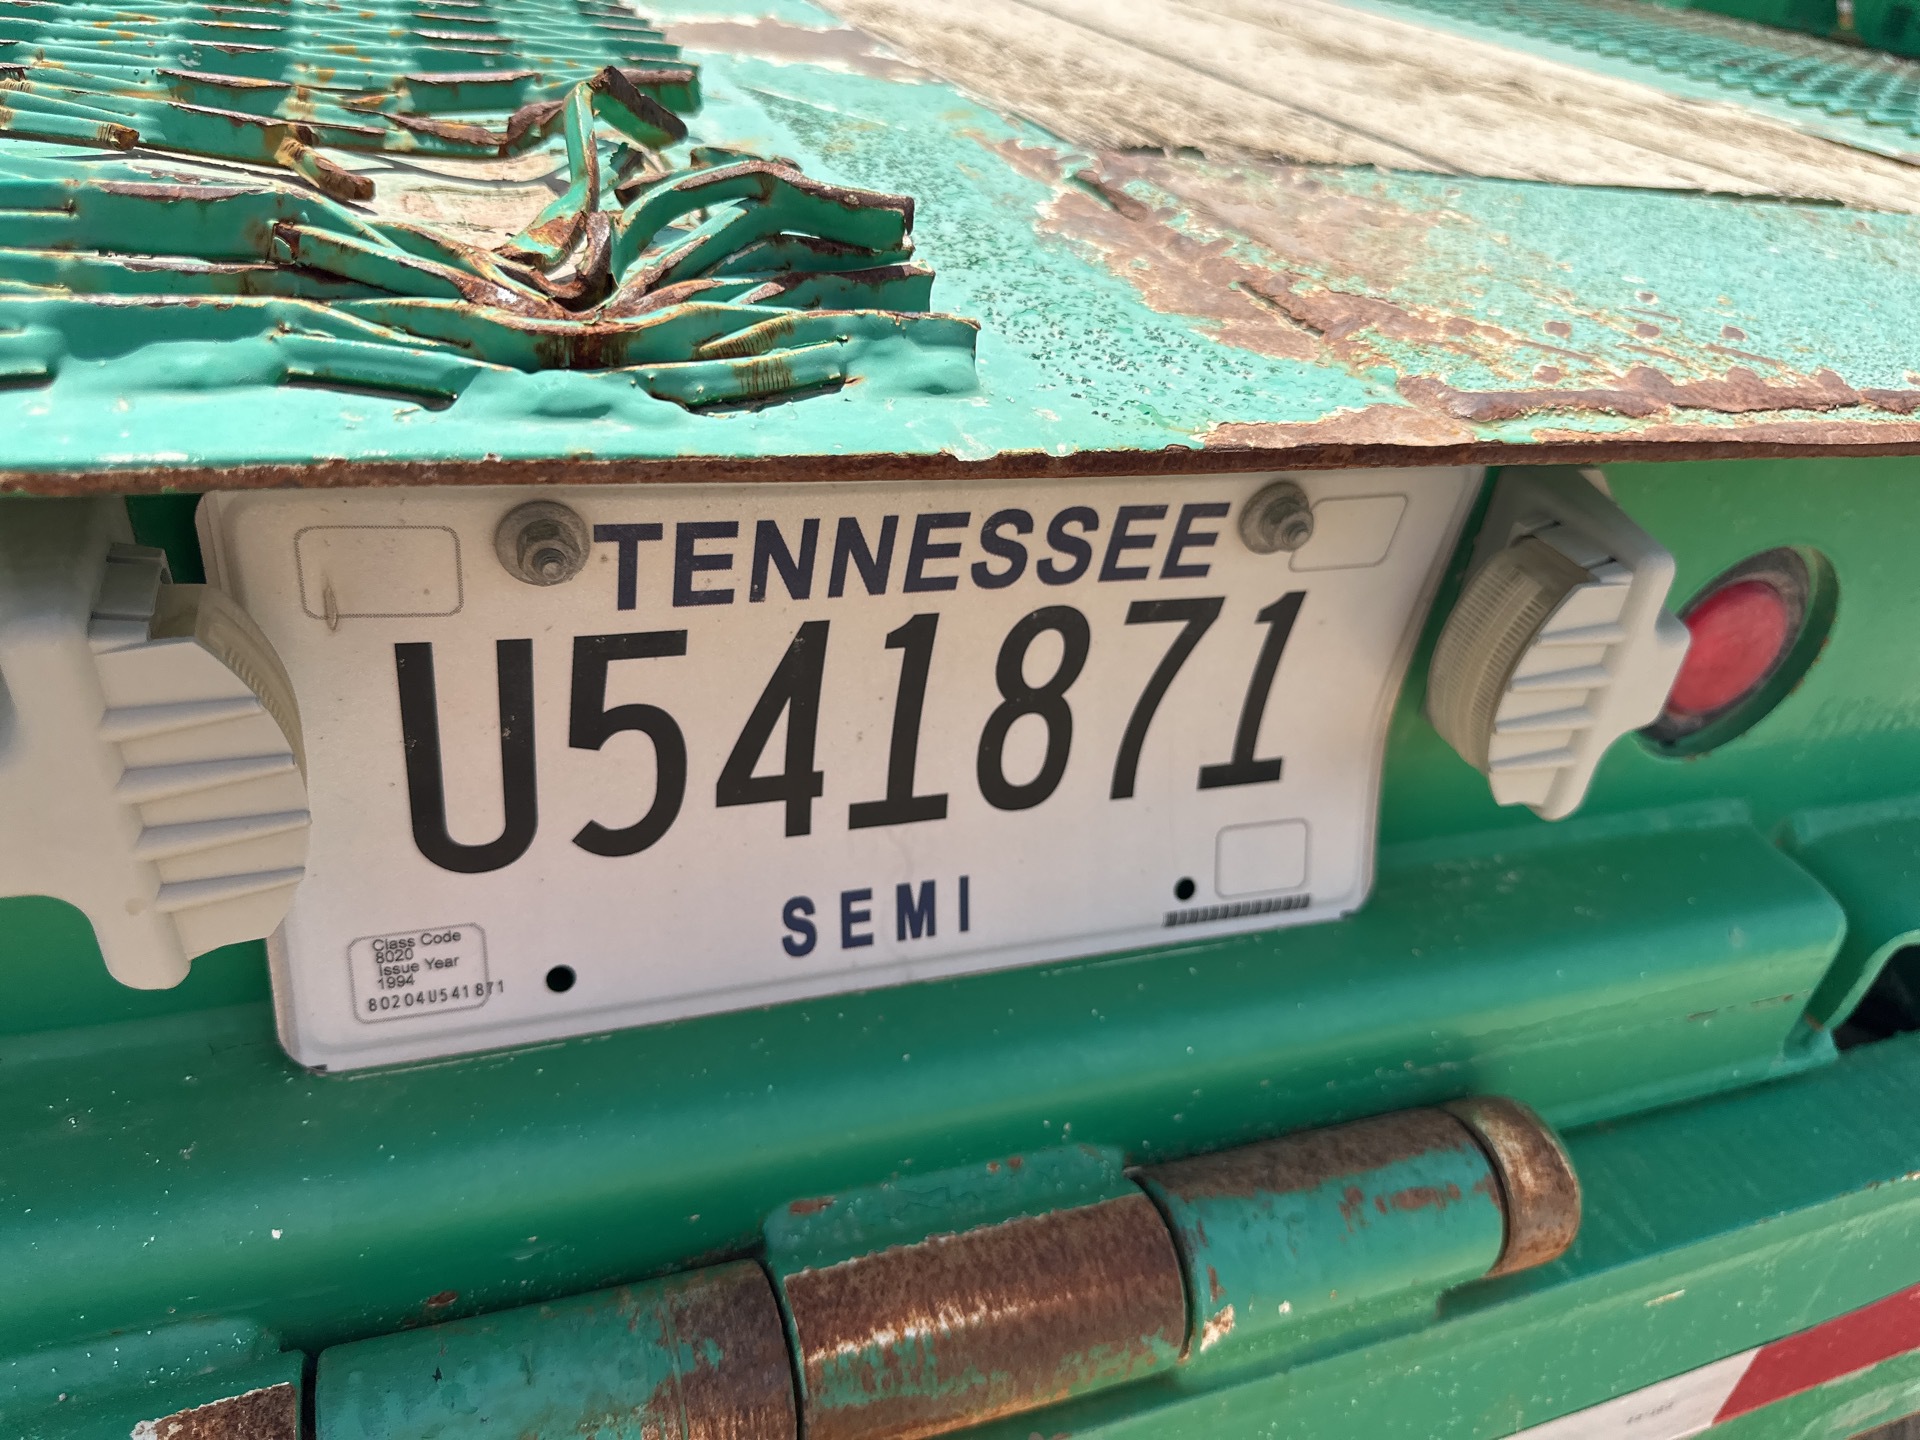 TENNESSEE
U541871
SEMI
Class Code
8020
Issue Year
1994
80204U541871